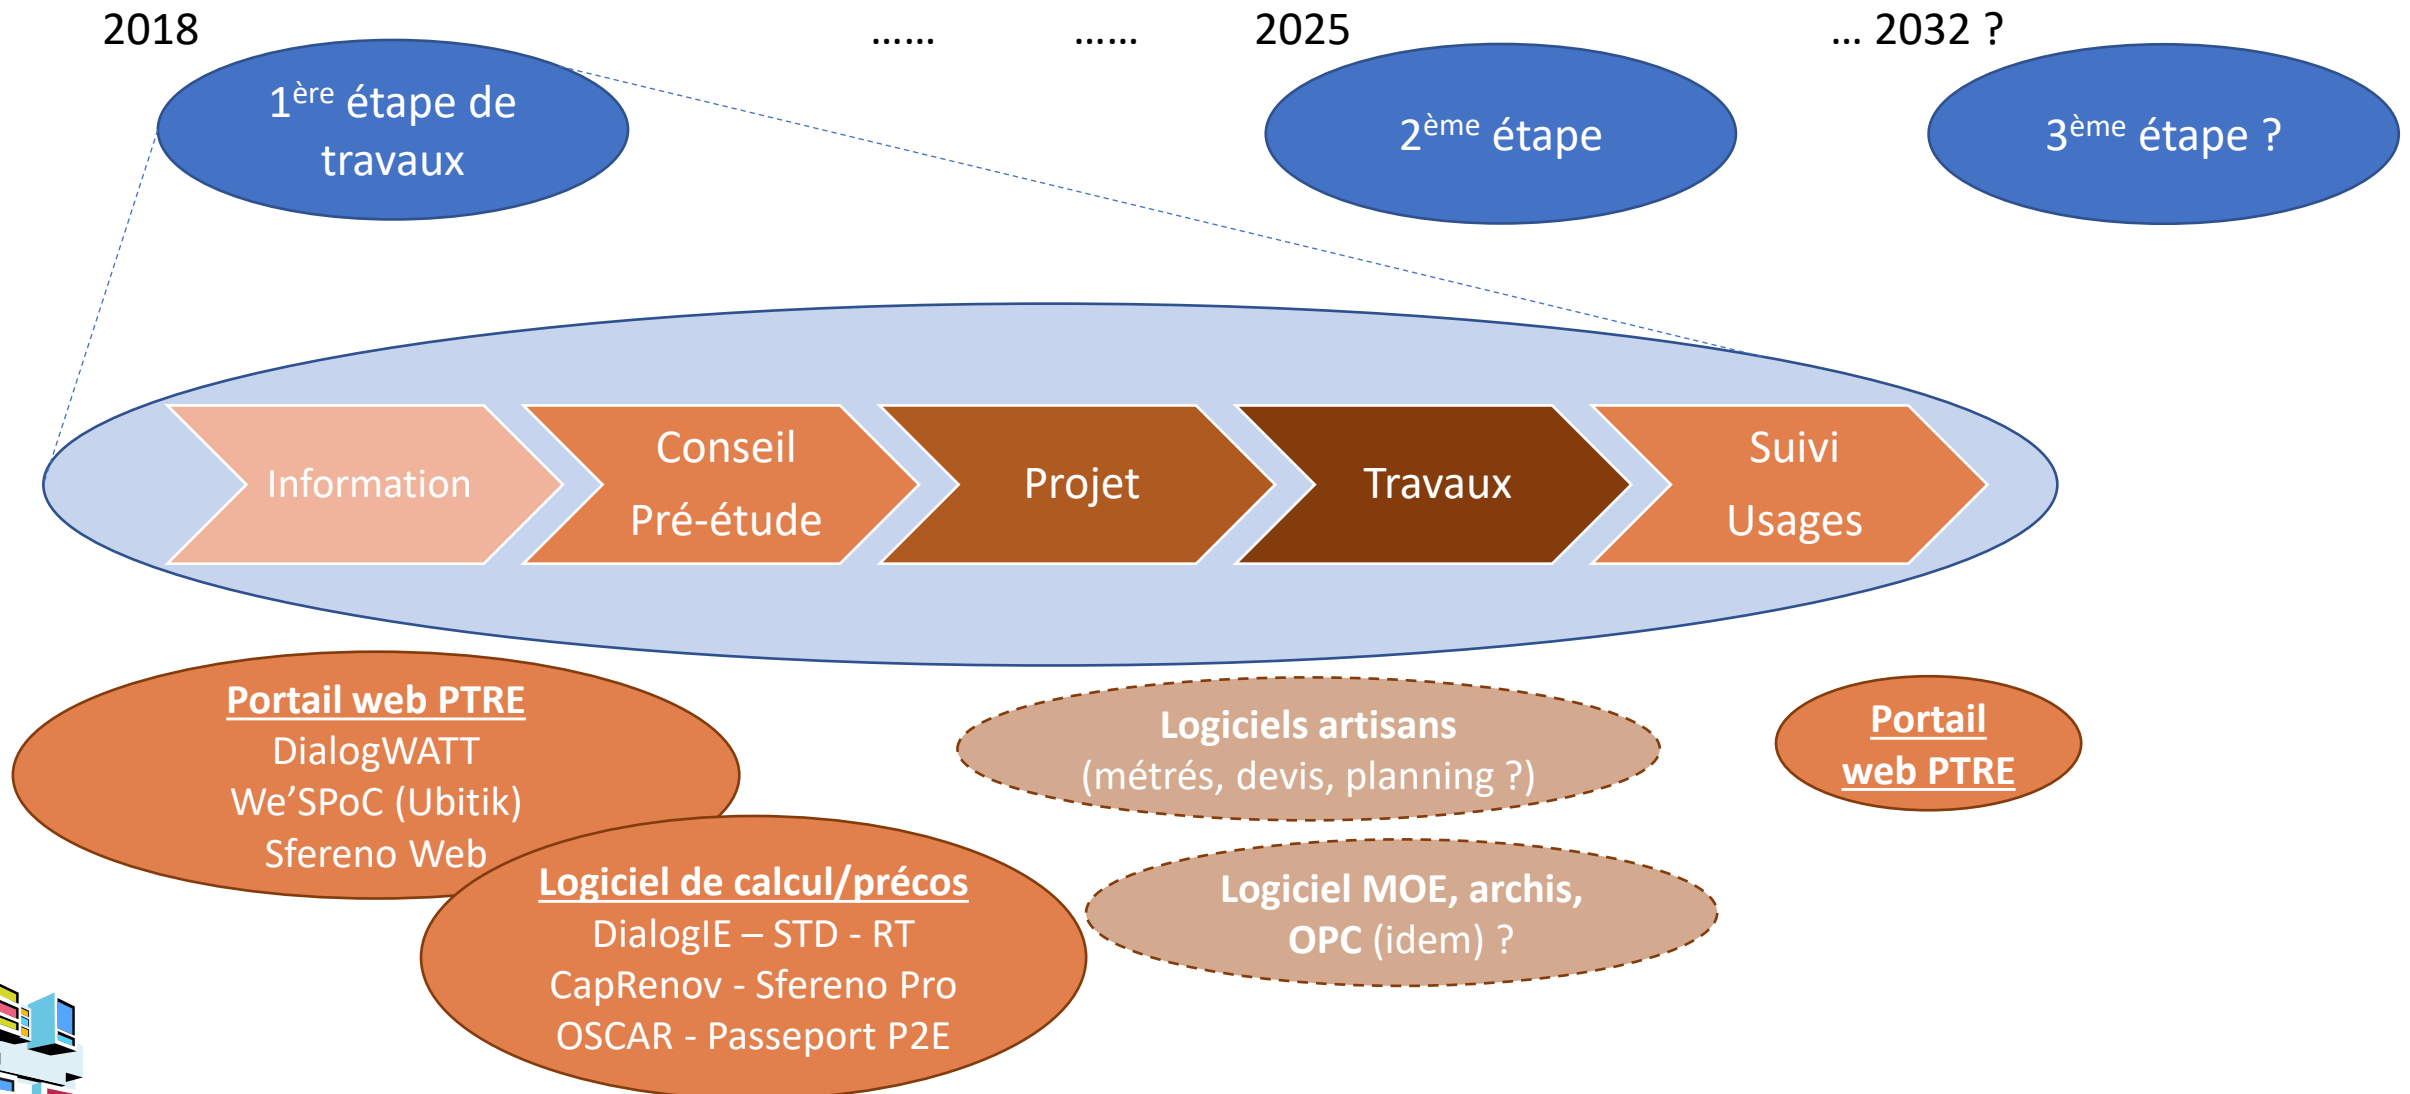 2018 ...... ...... 2025 ... 2032 ?
1ère étape de
travaux
2ème étape
3ème étape ?
Information
Conseil
Pré-étude
Projet
Travaux
Suivi
Usages
Portail web PTRE
DialogWATT
We'SPoC (Ubitik)
Sfereno Web
Logiciel de calcul/précos
DialogIE – STD - RT
CapRenov - Sfereno Pro
OSCAR - Passeport P2E
Logiciels artisans
(métrés, devis, planning ?)
Logiciel MOE, archis,
OPC (idem) ?
Portail
web PTRE